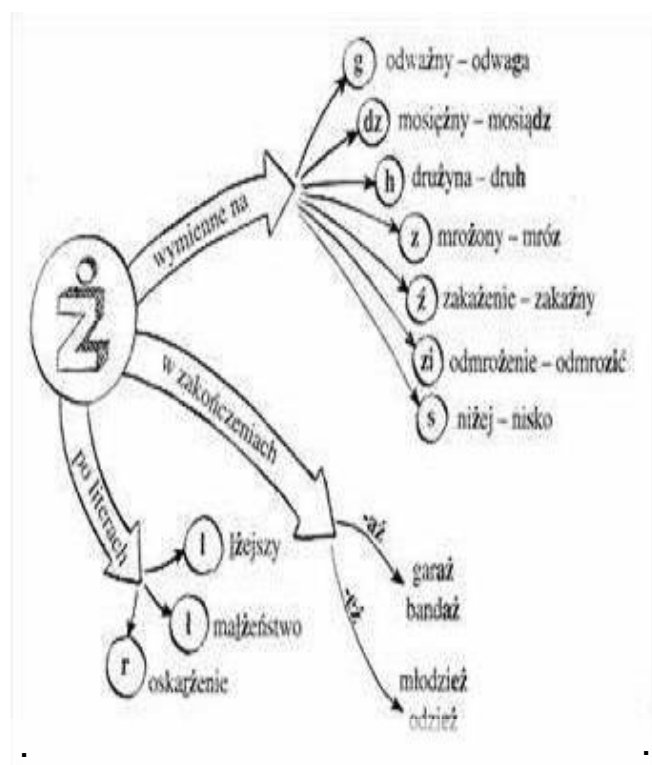 g odważny – odwaga
dz mosiężny – mosiądz
h drużyna – druh
z mrożony – mróz
ź zakażenie – zakaźny
zi odmrożenie – odmrozić
s niżej – nisko
wymienne na
Ż
w zakończeniach
-aż
garaż
bandaż
-eż
młodzież
odzież
po literach
l lżejszy
ł małżeństwo
r oskarżenie